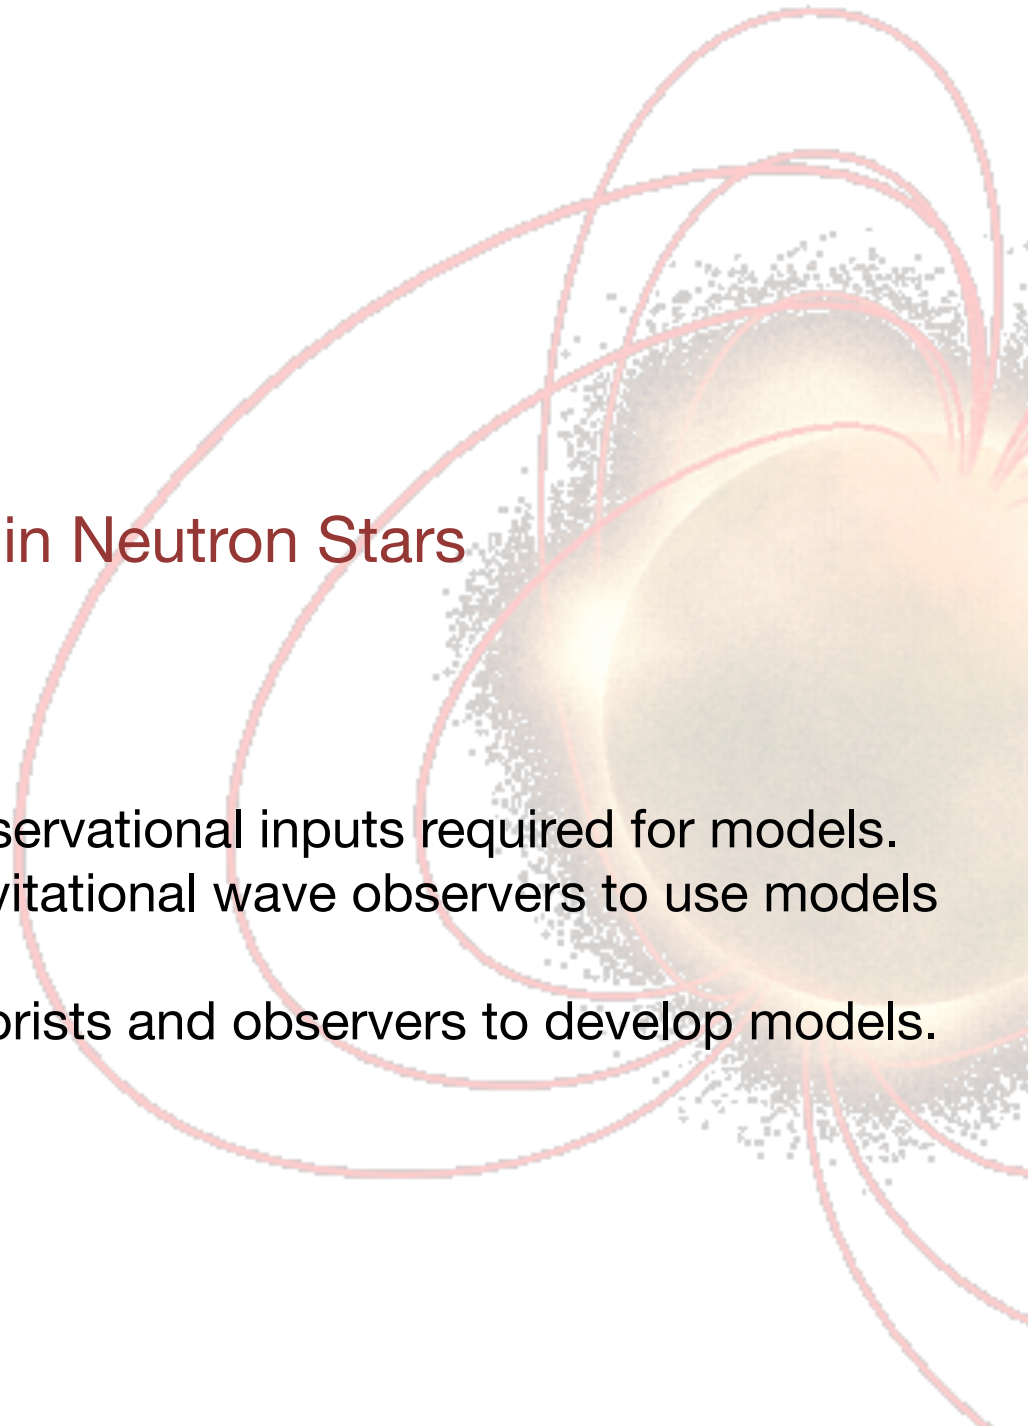 in Neutron Stars
servational inputs required for models.
vitational wave observers to use models
orists and observers to develop models.